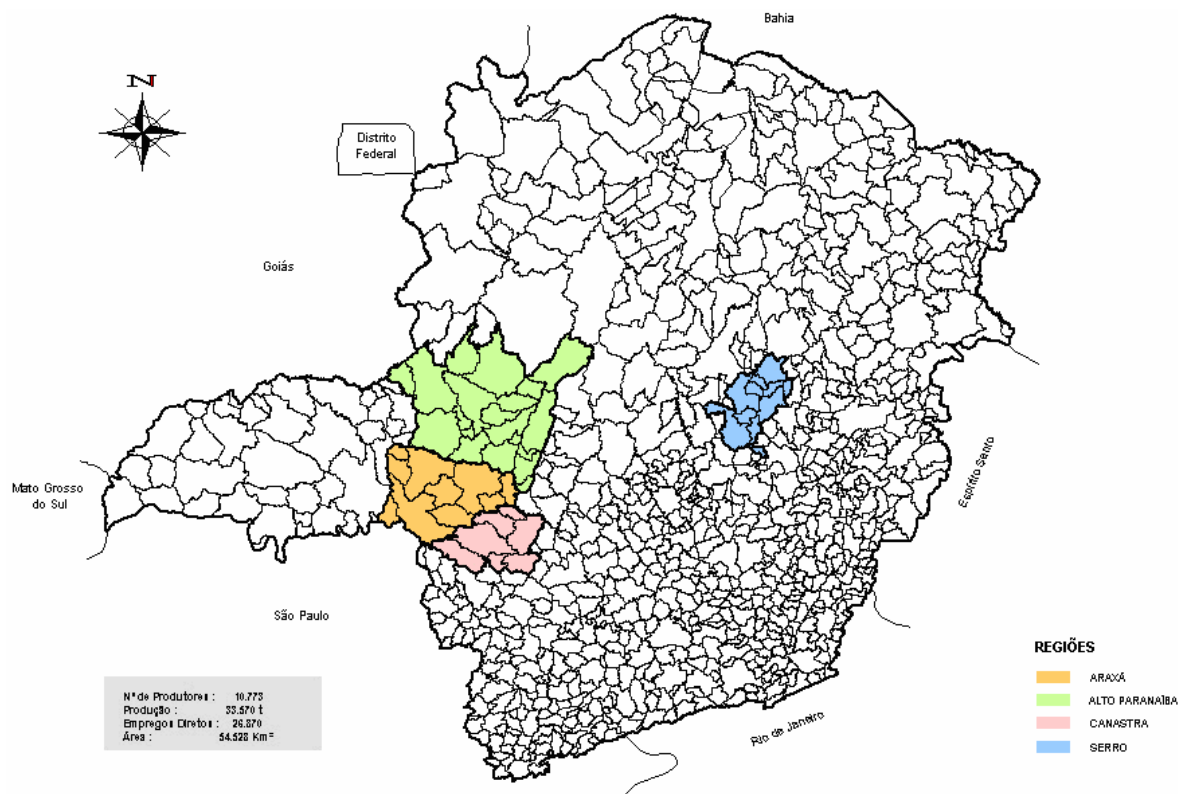 Bahia
N
Distrito
Federal
Goiás
Mato Grosso
do Sul
Espírito Santo
São Paulo
REGIÕES
ARAXÁ
ALTO PARANAÍBA
CANASTRA
SERRO
Nº de Produtores : 10.773
Produção : 33.570 t
Empregos Diretos : 26.870
Área : 54.528 Km²
Rio de Janeiro